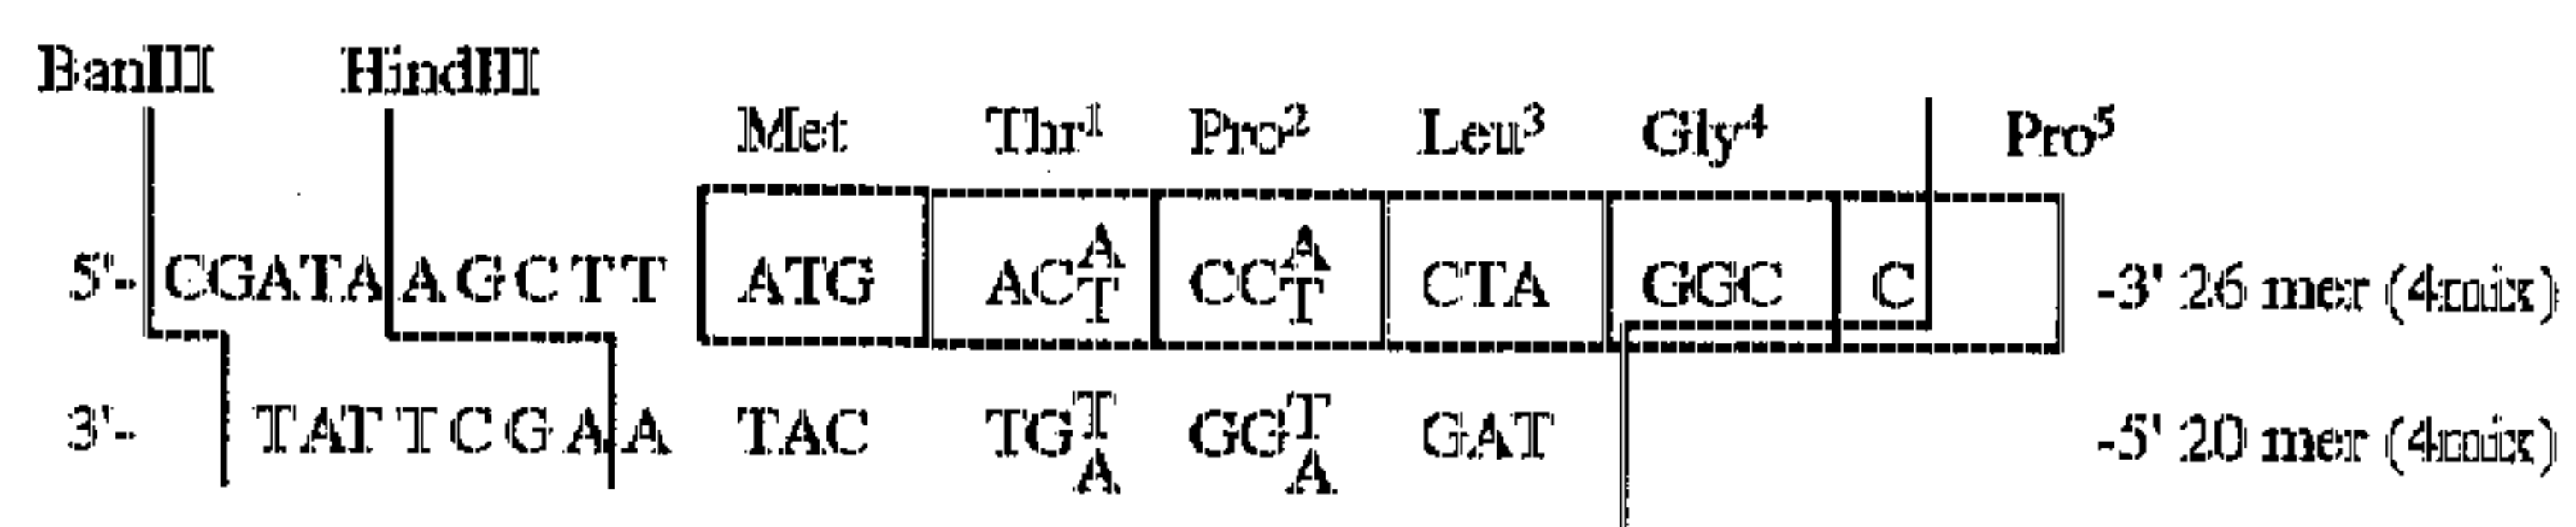 BanIII HindIII
Met Thr¹ Pro² Leu³ Gly⁴ Pro⁵
A A
5'- CGATA AGCTT ATG AC CC CTA GGC C -3' 26 mer (4mix)
T T
T T
3'- TATTCGA A TAC TG GG GAT -5' 20 mer (4mix)
A A